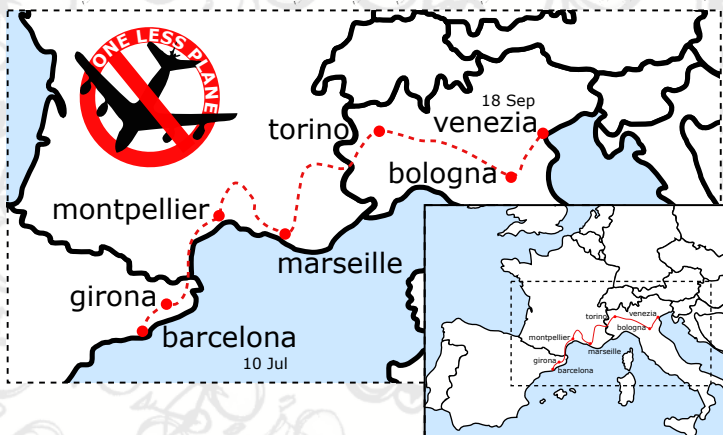 ONE LESS PLANE
18 Sep
torino
venezia
bologna
montpellier
marseille
girona
barcelona
10 Jul
torino
venezia
montpellier
bologna
marseille
girona
barcelona